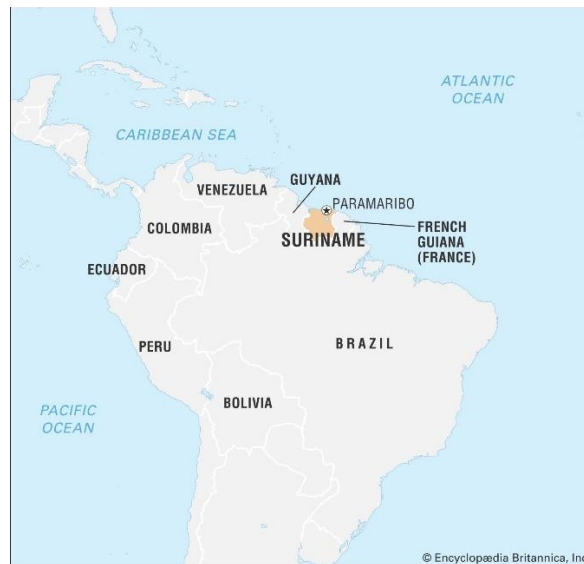 ATLANTIC
OCEAN
CARIBBEAN SEA
GUYANA
VENEZUELA
PARAMARIBO
COLOMBIA
SURINAME
FRENCH
GUIANA
(FRANCE)
ECUADOR
PERU
BRAZIL
BOLIVIA
PACIFIC
OCEAN
© Encyclopædia Britannica, Inc